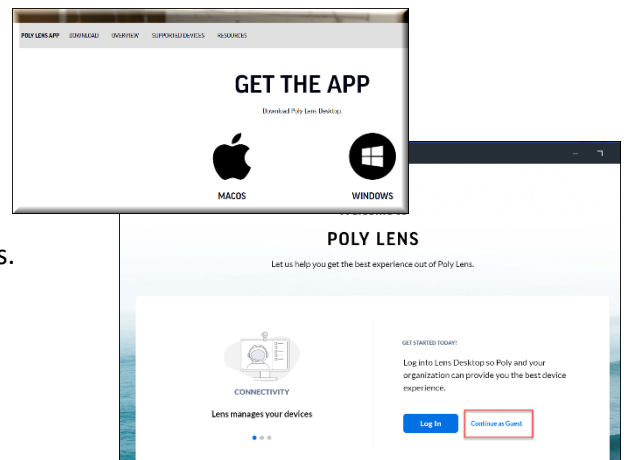 POLY LENS APP DOWNLOAD OVERVIEW SUPPORTED DEVICES RESOURCES
GET THE APP
Download Poly Lens Desktop.
MACOS WINDOWS
s.
POLY LENS
Let us help you get the best experience out of Poly Lens.
CONNECTIVITY
Lens manages your devices
GET STARTED TODAY!
Log into Lens Desktop so Poly and your
organization can provide you the best device
experience.
Log In Continue as Guest